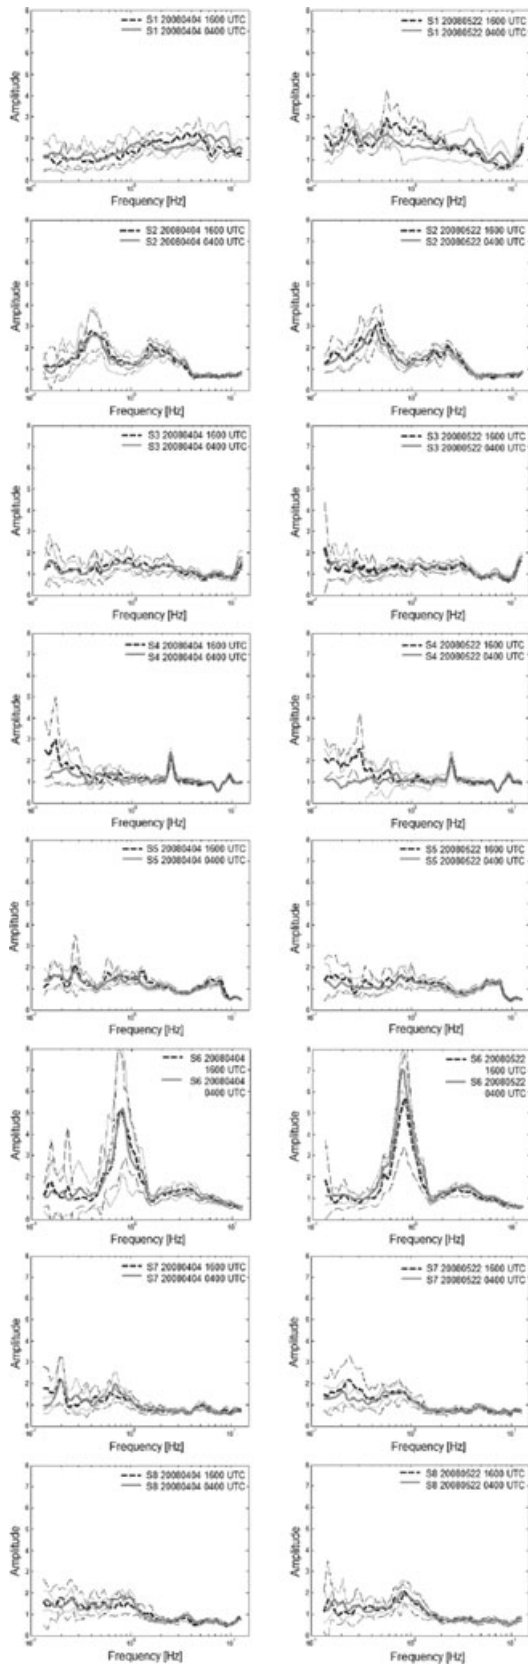 S1 20080404 1600 UTC
S1 20080404 0400 UTC
Amplitude
Frequency [Hz]
S1 20080522 1600 UTC
S1 20080522 0400 UTC
Amplitude
Frequency [Hz]
S2 20080404 1600 UTC
S2 20080404 0400 UTC
Amplitude
Frequency [Hz]
S2 20080522 1600 UTC
S2 20080522 0400 UTC
Amplitude
Frequency [Hz]
S3 20080404 1600 UTC
S3 20080404 0400 UTC
Amplitude
Frequency [Hz]
S3 20080522 1600 UTC
S3 20080522 0400 UTC
Amplitude
Frequency [Hz]
S4 20080404 1600 UTC
S4 20080404 0400 UTC
Amplitude
Frequency [Hz]
S4 20080522 1600 UTC
S4 20080522 0400 UTC
Amplitude
Frequency [Hz]
S5 20080404 1600 UTC
S5 20080404 0400 UTC
Amplitude
Frequency [Hz]
S5 20080522 1600 UTC
S5 20080522 0400 UTC
Amplitude
Frequency [Hz]
S6 20080404
1600 UTC
S6 20080404
0400 UTC
Amplitude
Frequency [Hz]
S6 20080522
1600 UTC
S6 20080522
0400 UTC
Amplitude
Frequency [Hz]
S7 20080404 1600 UTC
S7 20080404 0400 UTC
Amplitude
Frequency [Hz]
S7 20080522 1600 UTC
S7 20080522 0400 UTC
Amplitude
Frequency [Hz]
S8 20080404 1600 UTC
S8 20080404 0400 UTC
Amplitude
Frequency [Hz]
S8 20080522 1600 UTC
S8 20080522 0400 UTC
Amplitude
Frequency [Hz]